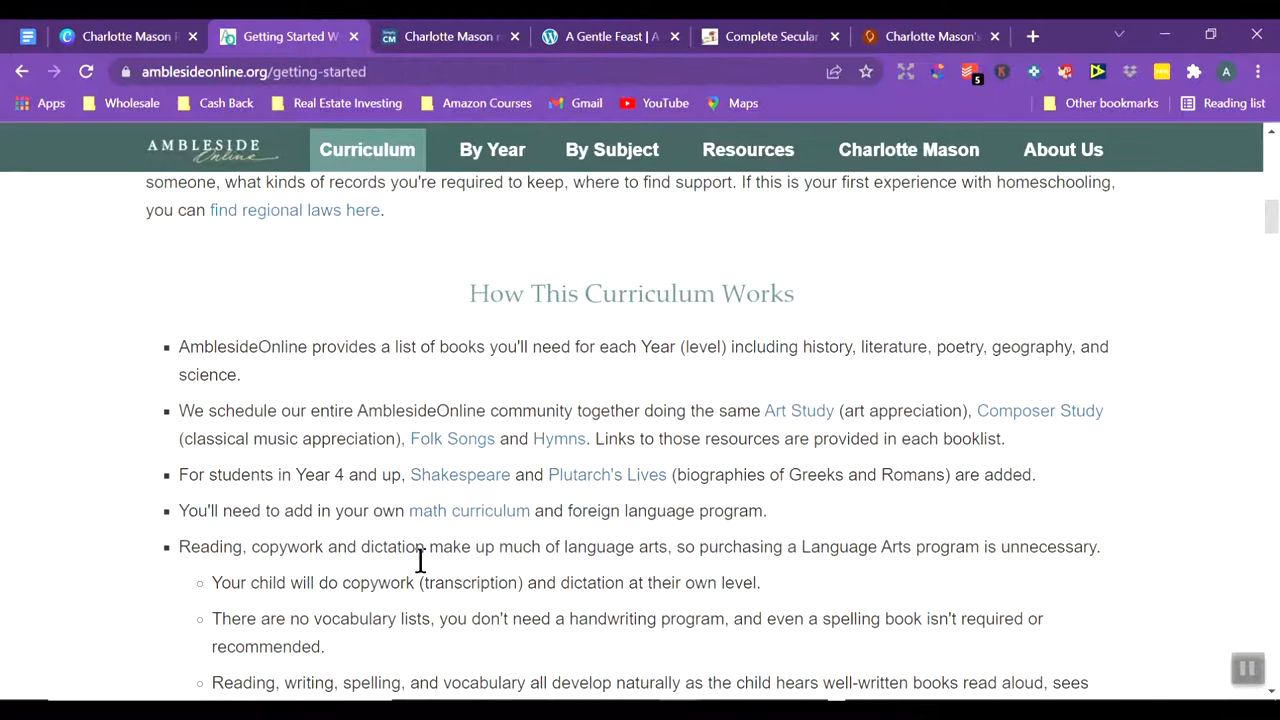 Charlotte Mason
Getting Started W
CM
Charlotte Mason
A Gentle Feast | A
Complete Secular
Charlotte Mason's
amblesideonline.org/getting-started
5
A
Apps
Wholesale
Cash Back
Real Estate Investing
Amazon Courses
Gmail
YouTube
Maps
Other bookmarks
Reading list
AMBLESIDE
Online
Curriculum
By Year
By Subject
Resources
Charlotte Mason
About Us
someone, what kinds of records you're required to keep, where to find support. If this is your first experience with homeschooling,
you can find regional laws here.
How This Curriculum Works
AmblesideOnline provides a list of books you'll need for each Year (level) including history, literature, poetry, geography, and
science.
We schedule our entire AmblesideOnline community together doing the same Art Study (art appreciation), Composer Study
(classical music appreciation), Folk Songs and Hymns. Links to those resources are provided in each booklist.
For students in Year 4 and up, Shakespeare and Plutarch's Lives (biographies of Greeks and Romans) are added.
You'll need to add in your own math curriculum and foreign language program.
Reading, copywork and dictation make up much of language arts, so purchasing a Language Arts program is unnecessary.
Your child will do copywork (transcription) and dictation at their own level.
There are no vocabulary lists, you don't need a handwriting program, and even a spelling book isn't required or
recommended.
Reading, writing, spelling, and vocabulary all develop naturally as the child hears well-written books read aloud, sees